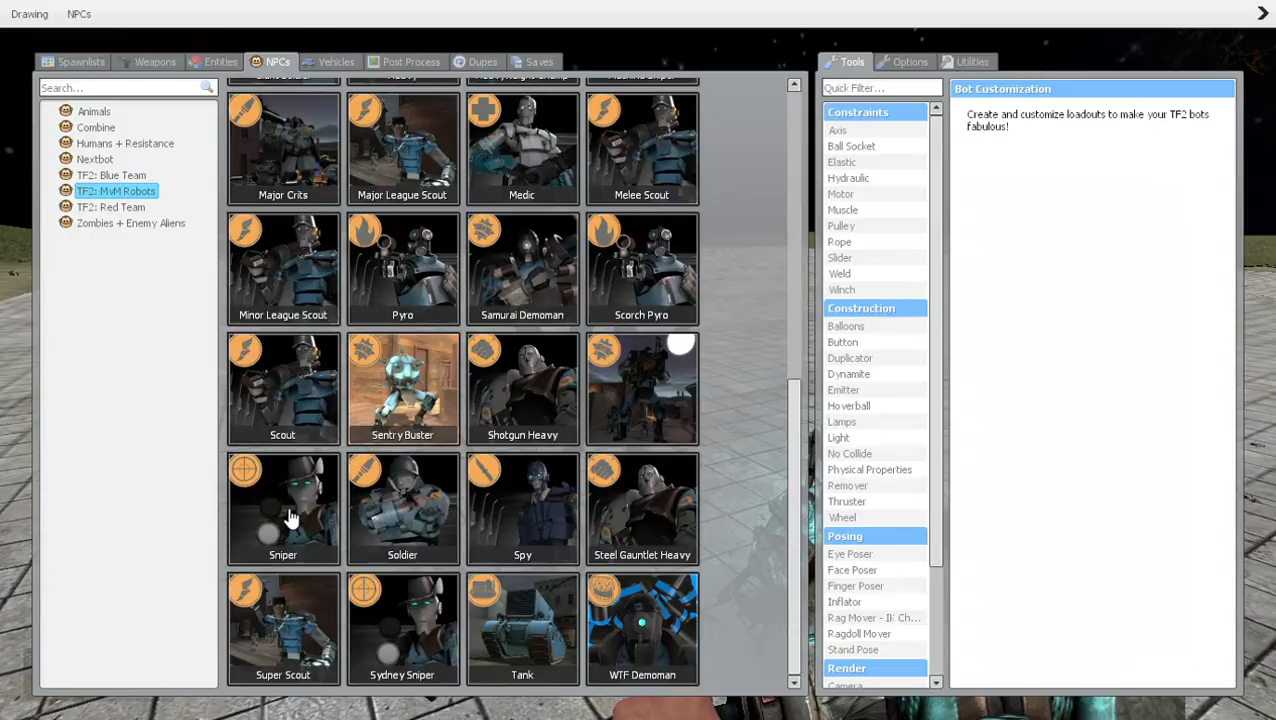 Drawing NPCs
Spawnlists Weapons Entities NPCs Vehicles Post Process Dupes Saves
Search...
Animals
Combine
Humans + Resistance
Nextbot
TF2: Blue Team
TF2: MvM Robots
TF2: Red Team
Zombies + Enemy Aliens
Major Crits Major League Scout Medic Melee Scout
Minor League Scout Pyro Samurai Demoman Scorch Pyro
Scout Sentry Buster Shotgun Heavy
Sniper Soldier Spy Steel Gauntlet Heavy
Super Scout Sydney Sniper Tank WTF Demoman
Tools Options Utilities
Quick Filter...
Constraints
Axis
Ball Socket
Elastic
Hydraulic
Motor
Muscle
Pulley
Rope
Slider
Weld
Winch
Construction
Balloons
Button
Duplicator
Dynamite
Emitter
Hoverball
Lamps
Light
No Collide
Physical Properties
Remover
Thruster
Wheel
Posing
Eye Poser
Face Poser
Finger Poser
Inflator
Rag Mover - IK Ch...
Ragdoll Mover
Stand Pose
Render
Camera
Bot Customization
Create and customize loadouts to make your TF2 bots
fabulous!